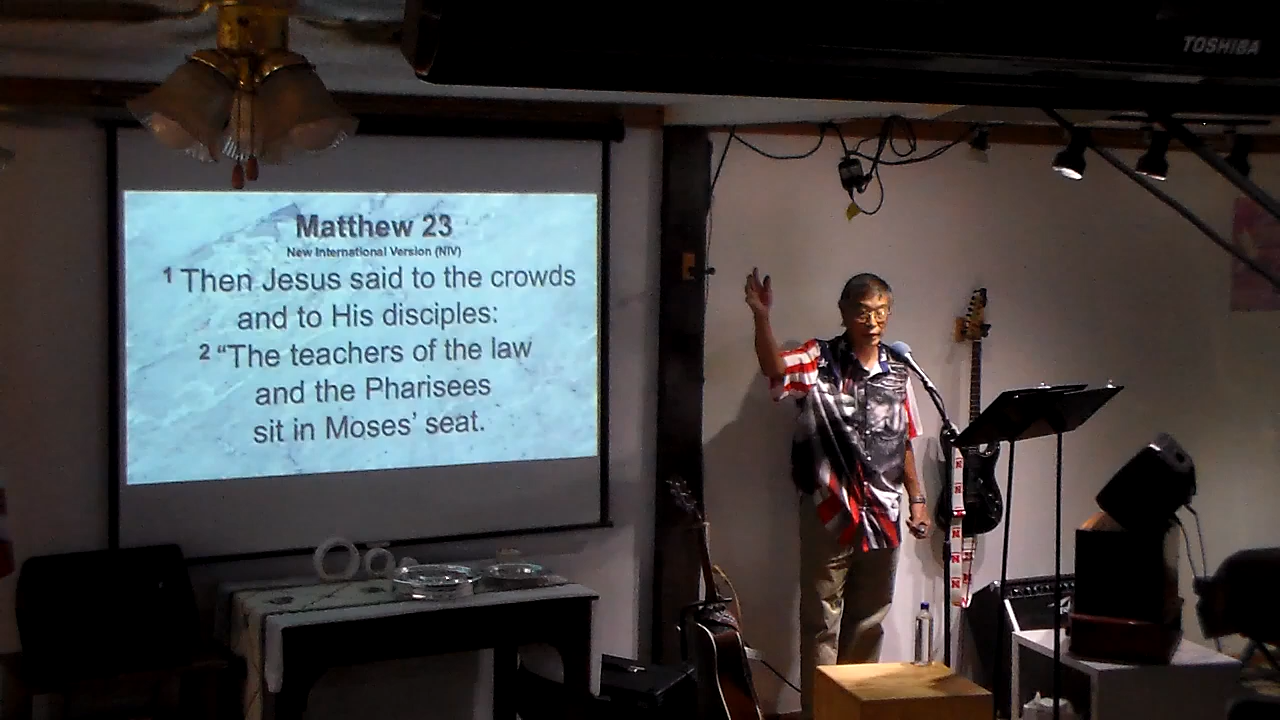 TOSHIBA
Matthew 23
New International Version (NIV)
1 Then Jesus said to the crowds
and to His disciples:
2 “The teachers of the law
and the Pharisees
sit in Moses’ seat.
N
N
N
N